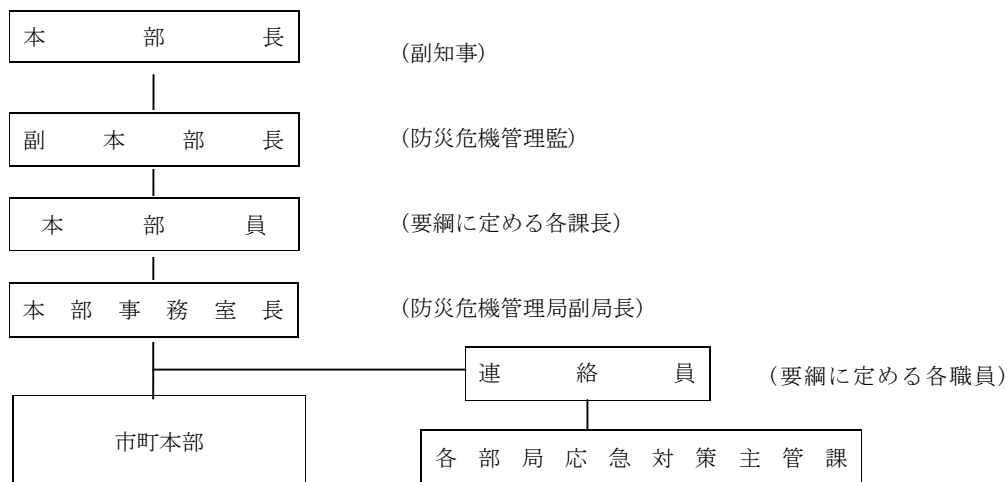 本部長
(副知事)
副本部長
(防災危機管理監)
本部員
(要綱に定める各課長)
本部事務室長
(防災危機管理局副局長)
連絡員
(要綱に定める各職員)
市町本部
各部局応急対策主管課